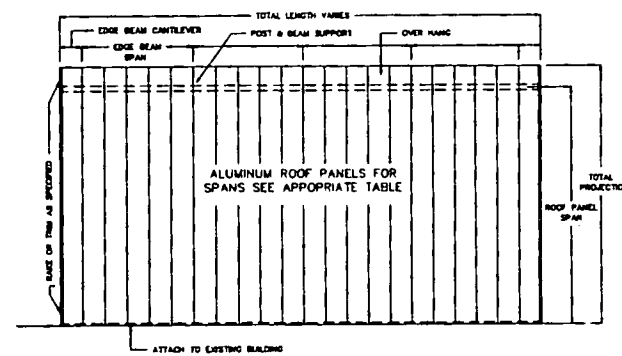 TOTAL LENGTH VARIES
EDGE BEAM CANTILEVER
POST & BEAM SUPPORT
OVER HANG
EDGE BEAM
SPAN
RAKE OR TRIM AS SPECIFIED
ALUMINUM ROOF PANELS FOR
SPANS SEE APPOPRIATE TABLE
TOTAL
PROJECTIO
ROOF PANEL
SPAN
ATTACH TO EXISTING BUILDING